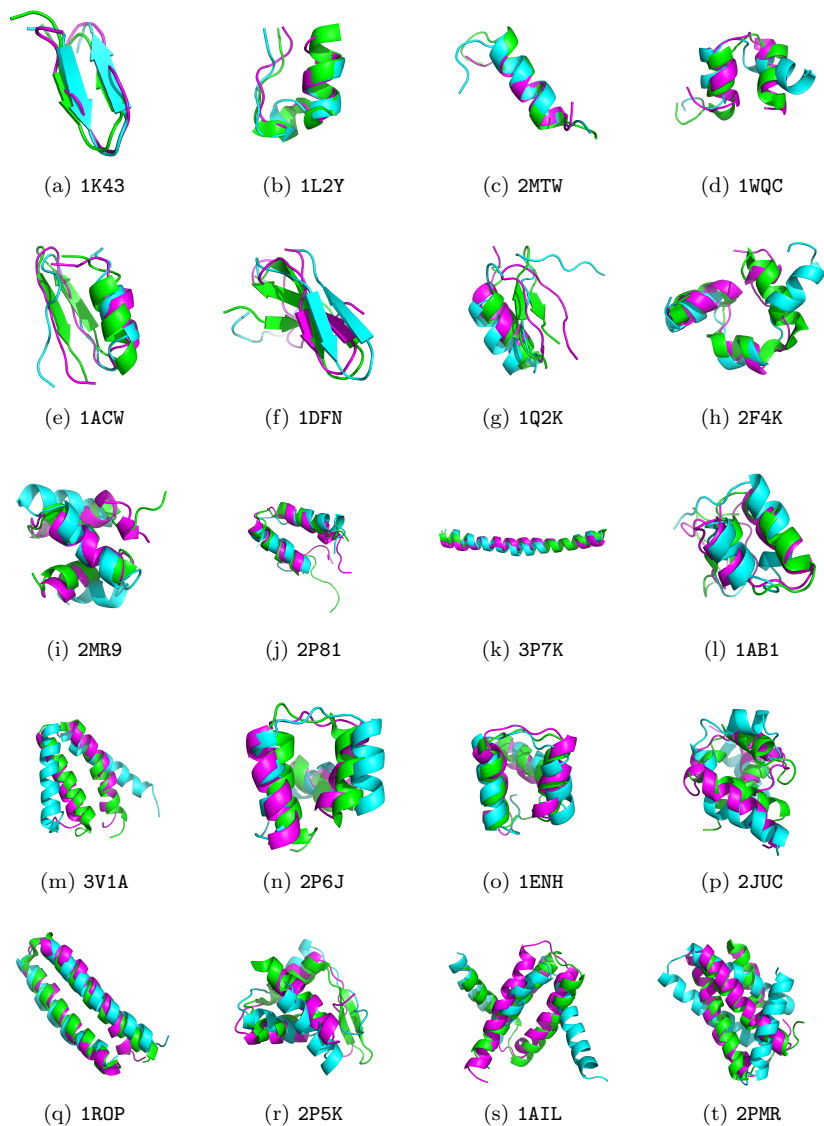 (a) 1K43
(b) 1L2Y
(c) 2MTW
(d) 1WQC
(e) 1ACW
(f) 1DFN
(g) 1Q2K
(h) 2F4K
(i) 2MR9
(j) 2P81
(k) 3P7K
(l) 1AB1
(m) 3V1A
(n) 2P6J
(o) 1ENH
(p) 2JUC
(q) 1ROP
(r) 2P5K
(s) 1AIL
(t) 2PMR